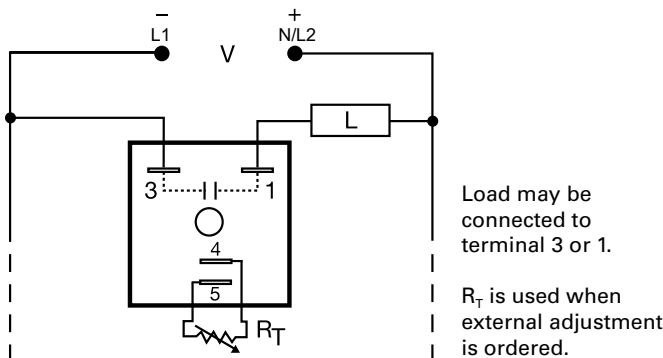 − +
L1 V N/L2
L
3 1
4
5
RT
Load may be
connected to
terminal 3 or 1.
RT is used when
external adjustment
is ordered.